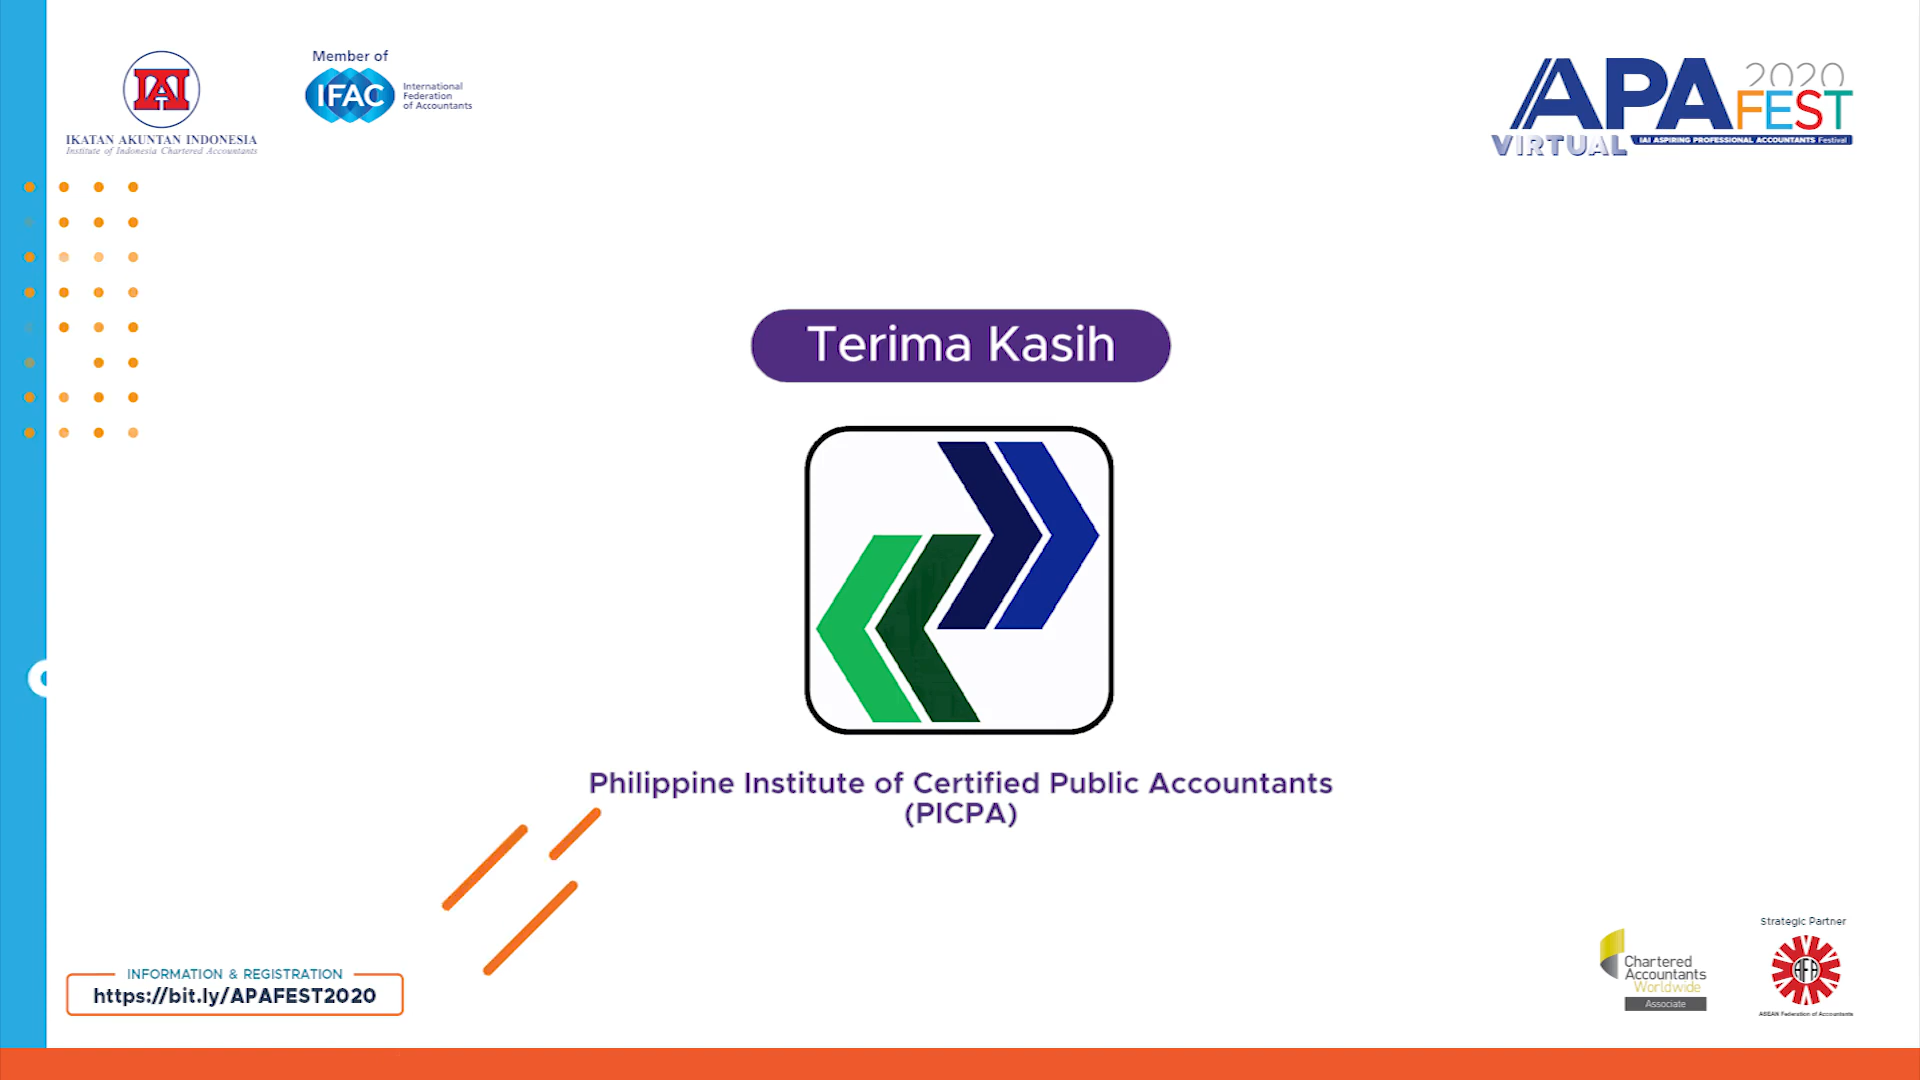 IAI
IKATAN AKUNTAN INDONESIA
Institute of Indonesia Chartered Accountants
Member of
IFAC
International
Federation
of Accountants
APA
2020
FEST
VIRTUAL
IAI ASPIRING PROFESSIONAL ACCOUNTANTS Festival
Terima Kasih
Philippine Institute of Certified Public Accountants
(PICPA)
INFORMATION & REGISTRATION
https://bit.ly/APAFEST2020
Chartered
Accountants
Worldwide
Associate
Strategic Partner
AFA
ASEAN Federation of Accountants